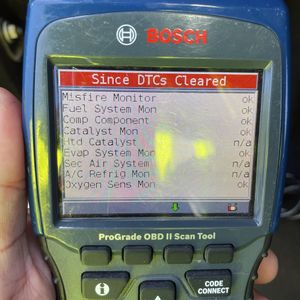 BOSCH
Since DTCs Cleared
Misfire Monitor ok
Fuel System Mon ok
Comp Component ok
Catalyst Mon ok
Htd Catalyst n/a
Evap System Mon ok
Sec Air System n/a
A/C Refrig Mon n/a
Oxygen Sens Mon ok
ProGrade OBD II Scan Tool
i
CODE
CONNECT